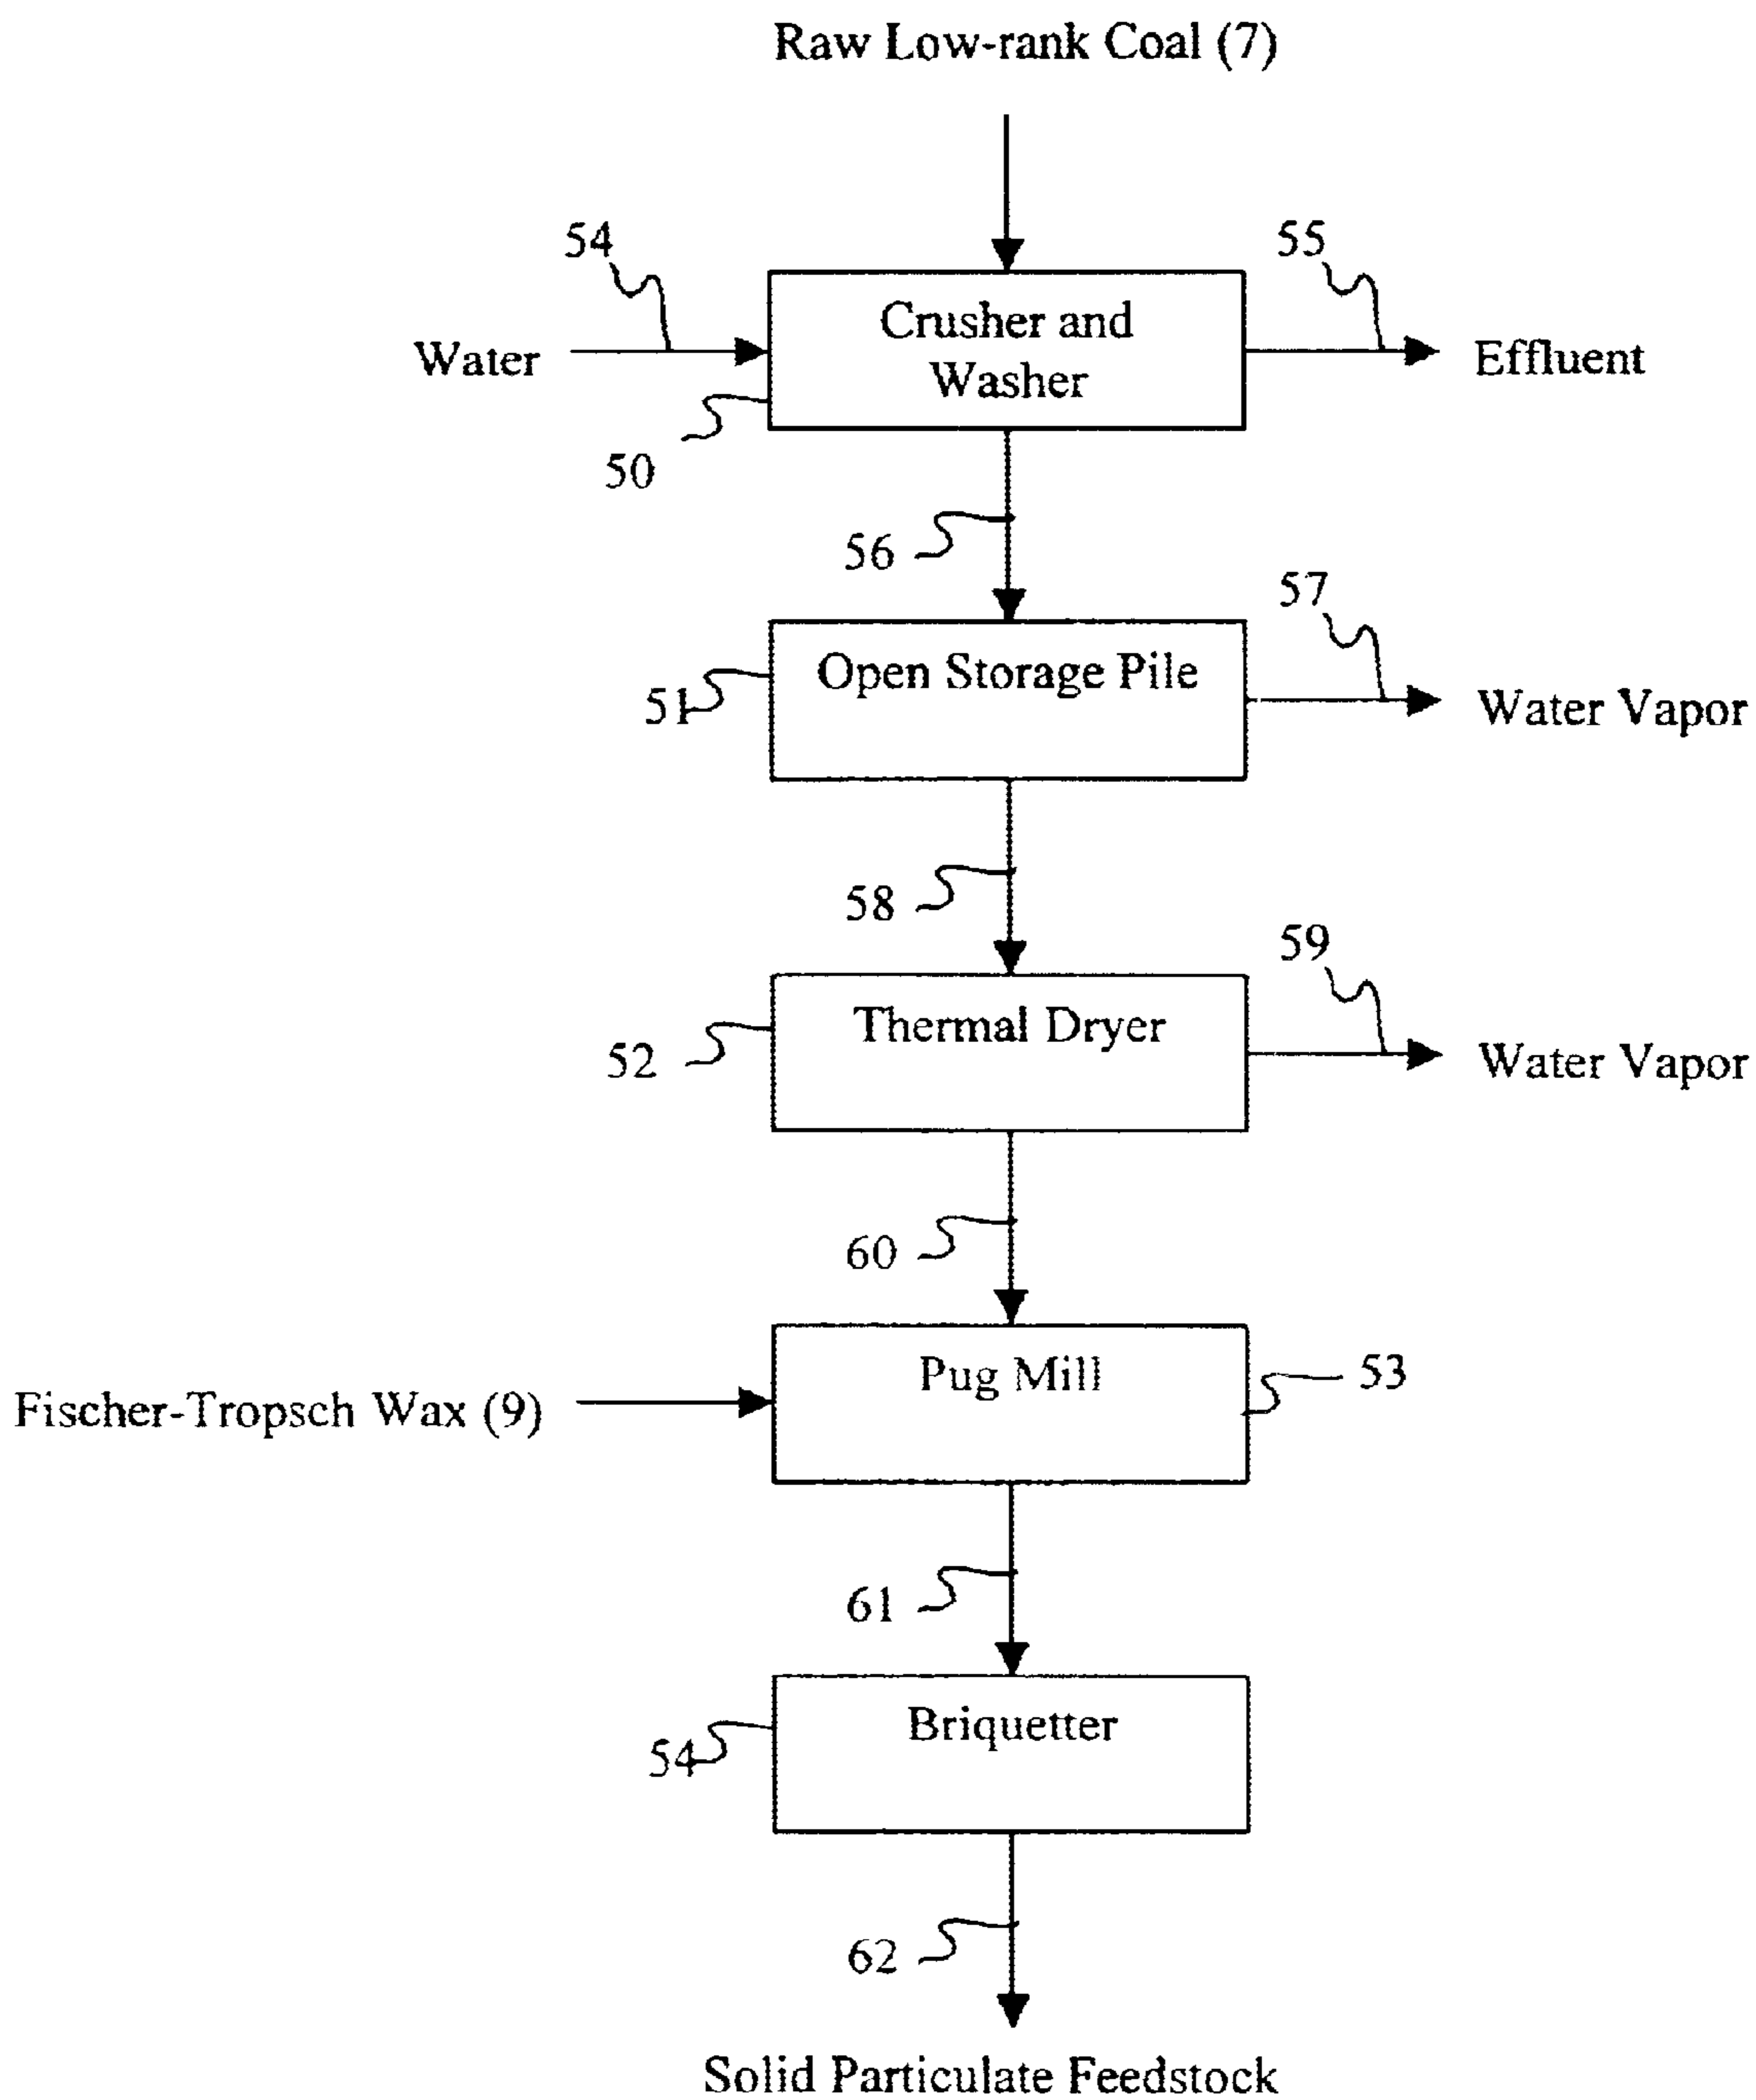 Raw Low-rank Coal (7)
54
55
Crusher and
Washer
Water
Effluent
50
56
57
Open Storage Pile
51
Water Vapor
58
59
Thermal Dryer
52
Water Vapor
60
Pug Mill
53
Fischer-Tropsch Wax (9)
61
Briquetter
54
62
Solid Particulate Feedstock